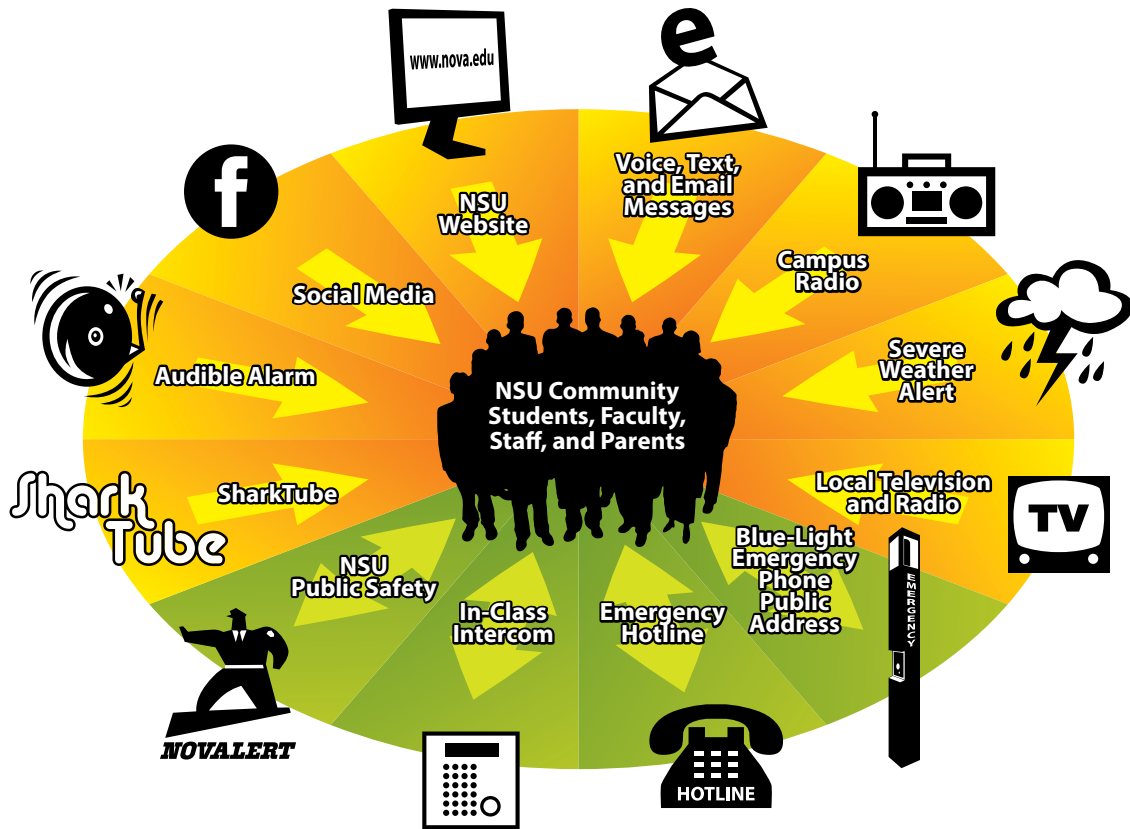 www.nova.edu
e
f
NSU
Website
Voice, Text,
and Email
Messages
Social Media
Campus
Radio
Audible Alarm
Severe
Weather
Alert
NSU Community
Students, Faculty,
Staff, and Parents
Shark
Tube
SharkTube
Local Television
and Radio
TV
NSU
Public Safety
In-Class
Intercom
Emergency
Hotline
Blue-Light
Emergency
Phone
Public
Address
EMERGENCY
NOVALERT
HOTLINE